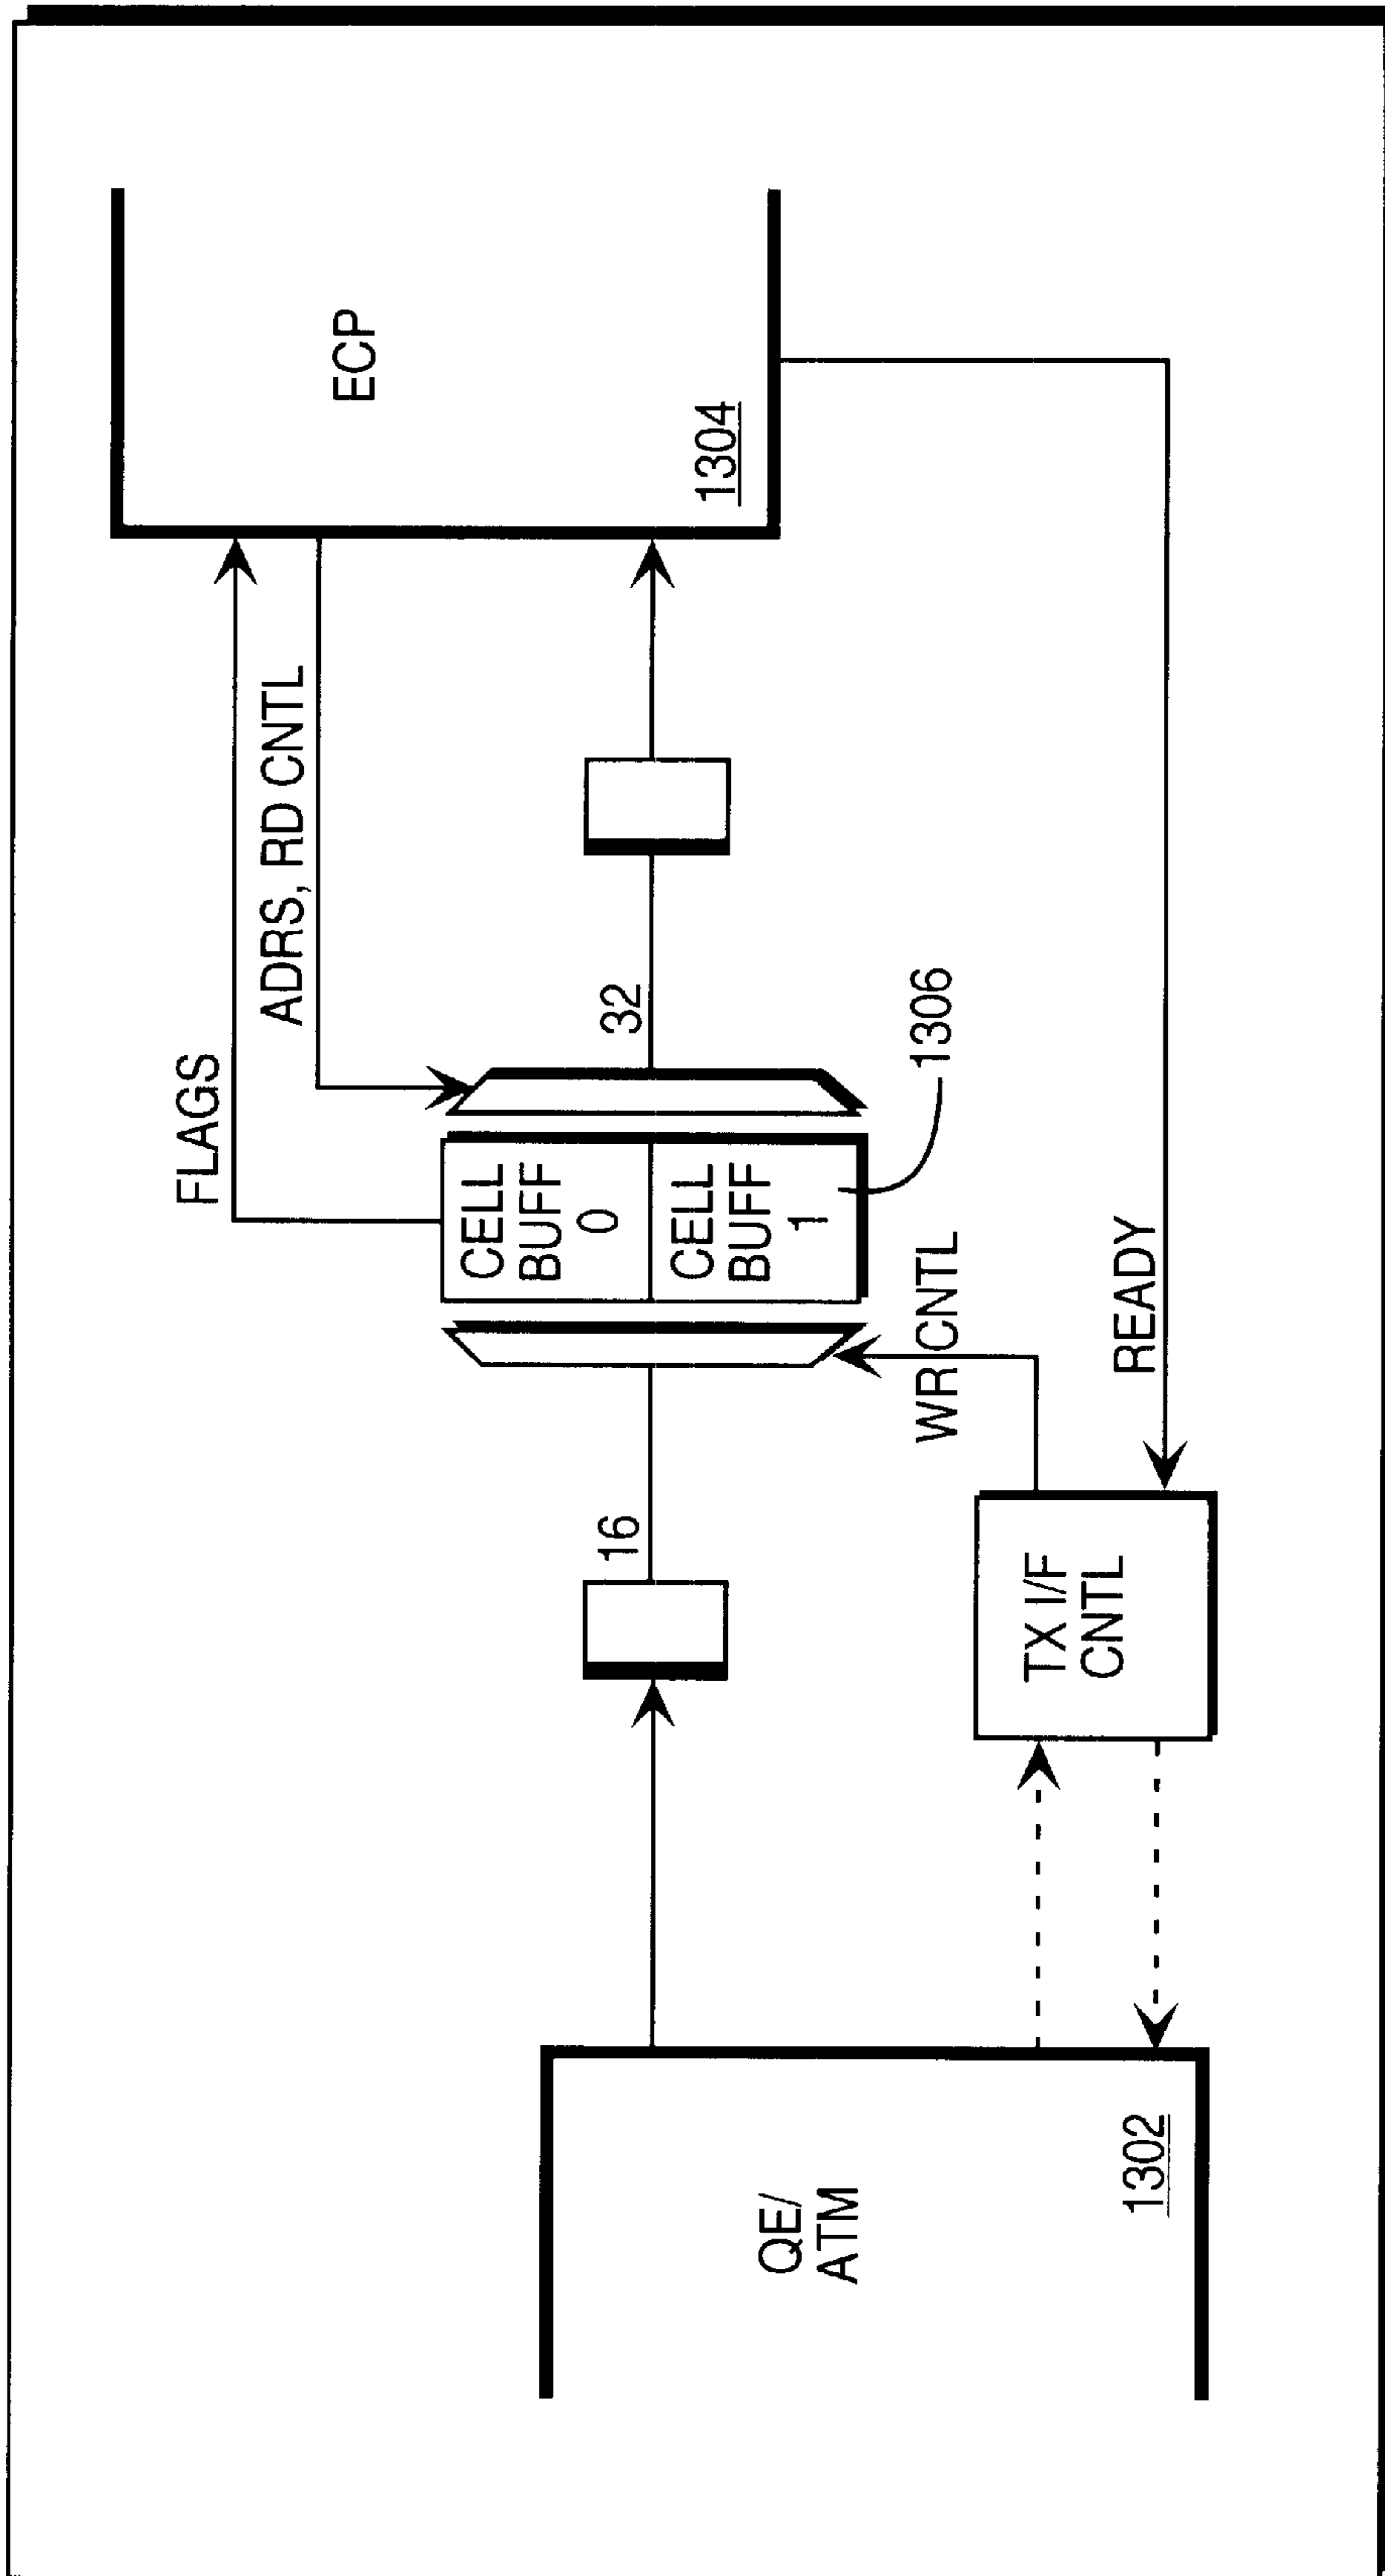 FLAGS
ADRS, RD CNTL
ECP
1304
CELL
BUFF
0
CELL
BUFF
1
16
32
1306
WR CNTL
READY
TX I/F
CNTL
QE/
ATM
1302